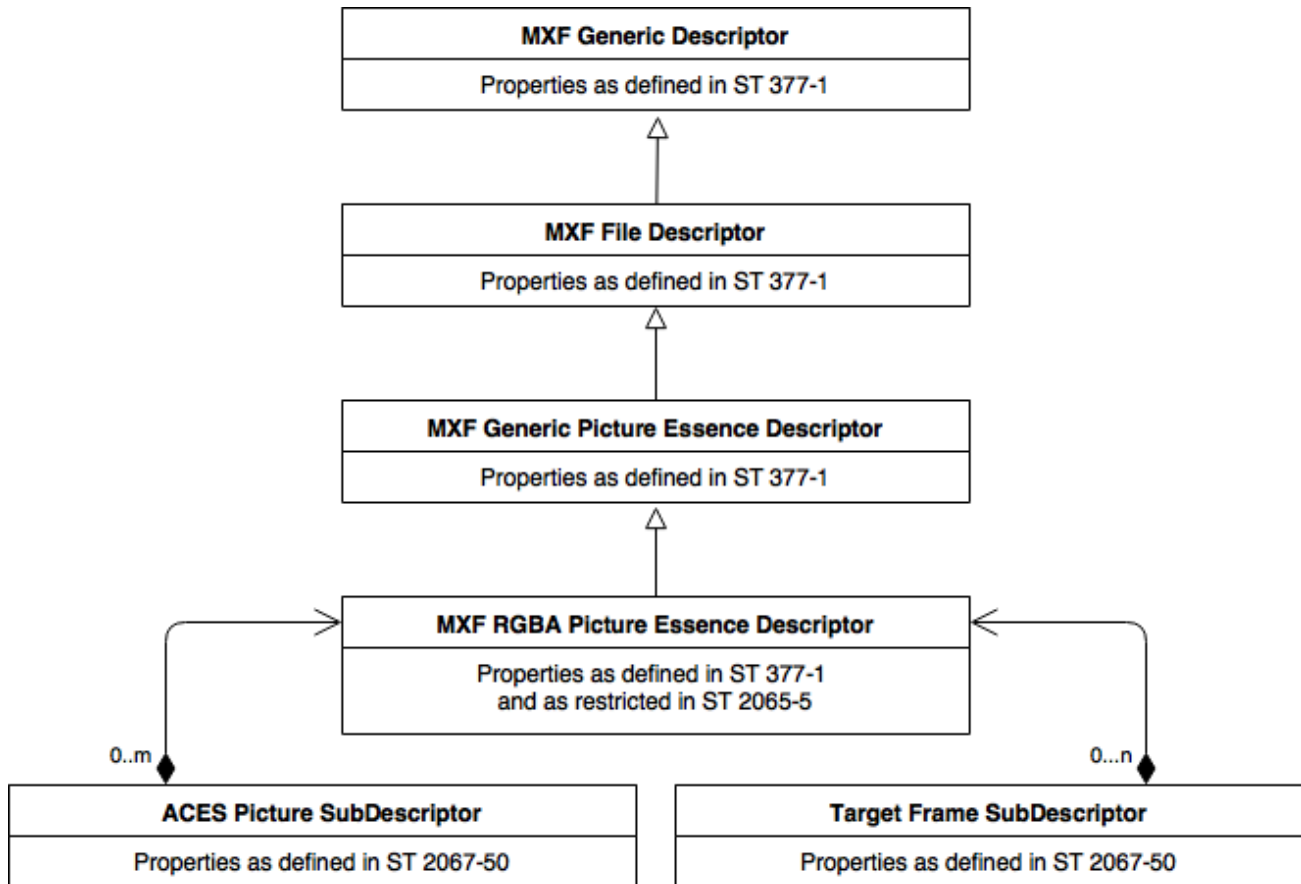 MXF Generic Descriptor
Properties as defined in ST 377-1
MXF File Descriptor
Properties as defined in ST 377-1
MXF Generic Picture Essence Descriptor
Properties as defined in ST 377-1
MXF RGBA Picture Essence Descriptor
Properties as defined in ST 377-1
and as restricted in ST 2065-5
0..m
0...n
ACES Picture SubDescriptor
Properties as defined in ST 2067-50
Target Frame SubDescriptor
Properties as defined in ST 2067-50